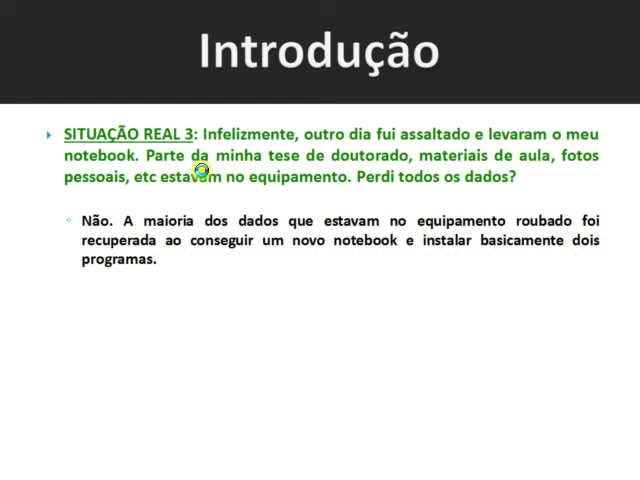 Introdução
SITUAÇÃO REAL 3: Infelizmente, outro dia fui assaltado e levaram o meu
notebook. Parte da minha tese de doutorado, materiais de aula, fotos
pessoais, etc estavam no equipamento. Perdi todos os dados?
Não. A maioria dos dados que estavam no equipamento roubado foi
recuperada ao conseguir um novo notebook e instalar basicamente dois
programas.